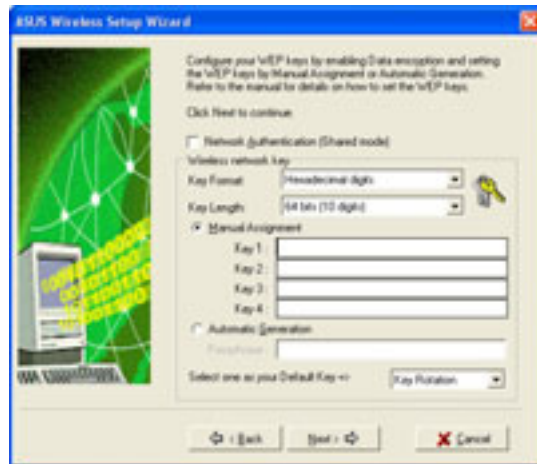 ASUS Wireless Setup Wizard
Configure your WEP keys by enabling Data encryption and setting
the WEP keys by Manual Assignment or Automatic Generation.
Refer to the manual for details on how to set the WEP keys.
Click Next to continue.
Network Authentication (Shared mode)
Wireless network key
Key Format: Hexadecimal digits
Key Length: 64 bits (10 digits)
Manual Assignment
Key 1 :
Key 2 :
Key 3 :
Key 4 :
Automatic Generation
Passphrase :
Select one as your Default Key => Key Rotation
< Back Next > Cancel